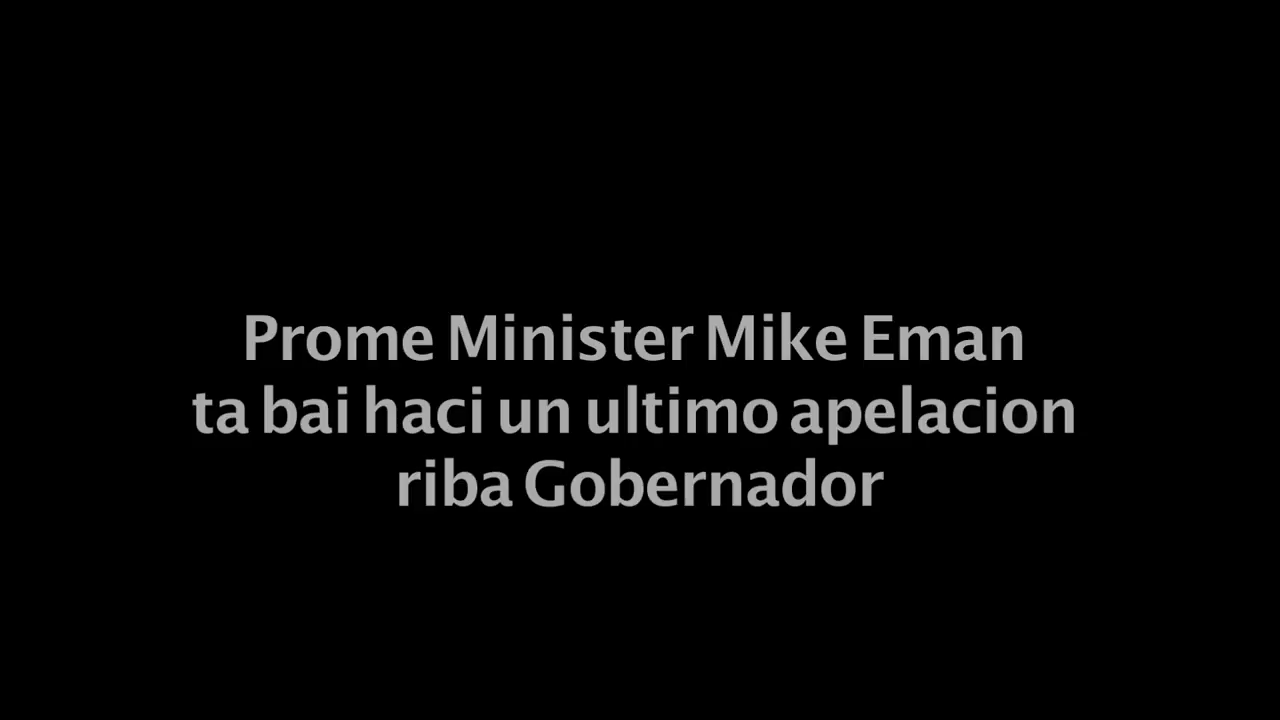 Prome Minister Mike Eman
ta bai haci un ultimo apelacion
riba Gobernador